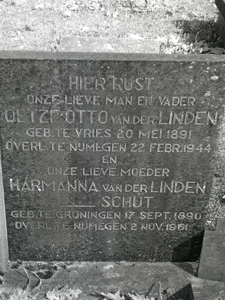 HIER RUST
ONZE LIEVE MAN EN VADER
OETZE OTTO VAN DER LINDEN
GEB. TE VRIES 20 MEI 1891
OVERL. TE NIJMEGEN 22 FEBR. 1944
EN
ONZE LIEVE MOEDER
HARMANNA VAN DER LINDEN
SCHUT
GEB. TE GRONINGEN 17 SEPT. 1890
OVERL. TE NIJMEGEN 2 NOV. 1961